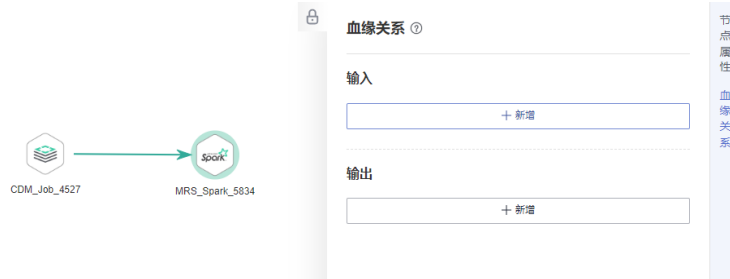 血缘关系
输入
+ 新增
输出
+ 新增
CDM_Job_4527
Spark
MRS_Spark_5834
节点属性
血缘关系